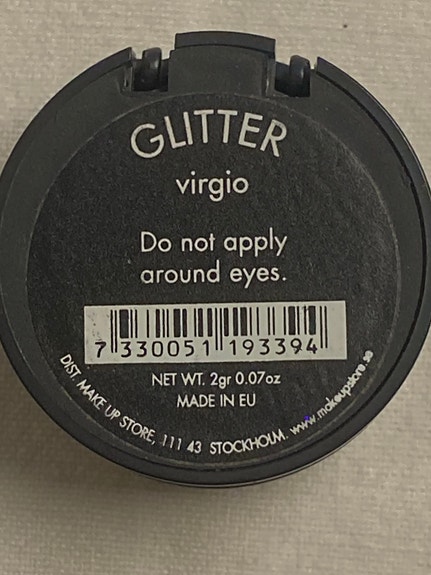 GLITTER
virgio
Do not apply
around eyes.
7 330051 193394
NET WT. 2gr 0.07oz
MADE IN EU
DIST. MAKE UP STORE, 111 43 STOCKHOLM. www.makeupstore.se